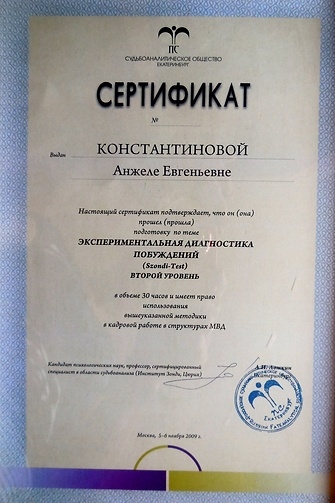 ПС
СУДЬБОАНАЛИТИЧЕСКОЕ ОБЩЕСТВО
ЕКАТЕРИНБУРГ
СЕРТИФИКАТ
№
Выдан КОНСТАНТИНОВОЙ
Анжеле Евгеньевне
Настоящий сертификат подтверждает, что он (она)
прошел (прошла)
подготовку по теме
ЭКСПЕРИМЕНТАЛЬНАЯ ДИАГНОСТИКА
ПОБУЖДЕНИЙ
(Szondi-Test)
ВТОРОЙ УРОВЕНЬ
в объеме 30 часов и имеет право
использования
вышеуказанной методики
в кадровой работе в структурах МВД
Кандидат психологических наук, профессор, сертифицированный
специалист в области судьбоанализа (Институт Зонди, Цюрих)
ПС
Екатеринбург
Москва, 5–6 ноября 2009 г.